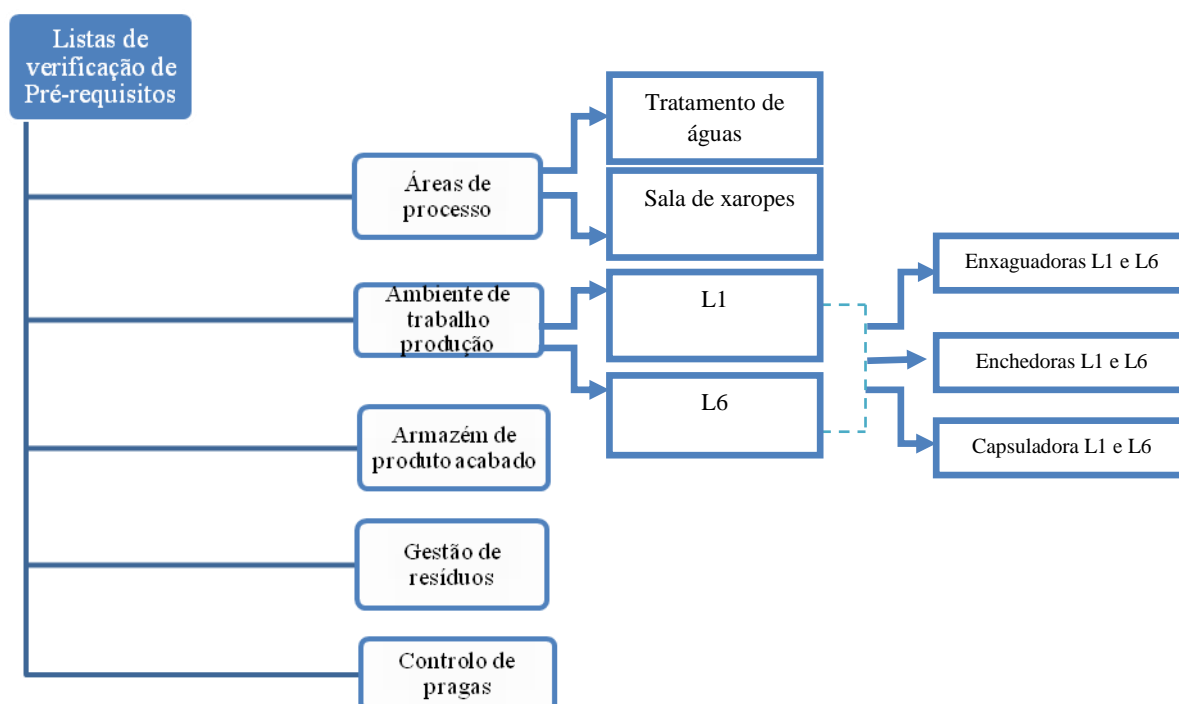 Listas de
verificação de
Pré-requisitos
Áreas de
processo
Tratamento de
águas
Sala de xaropes
Ambiente de
trabalho
produção
L1
L6
Enxaguadoras L1 e L6
Enchedoras L1 e L6
Capsuladora L1 e L6
Armazém de
produto acabado
Gestão de
resíduos
Controlo de
pragas